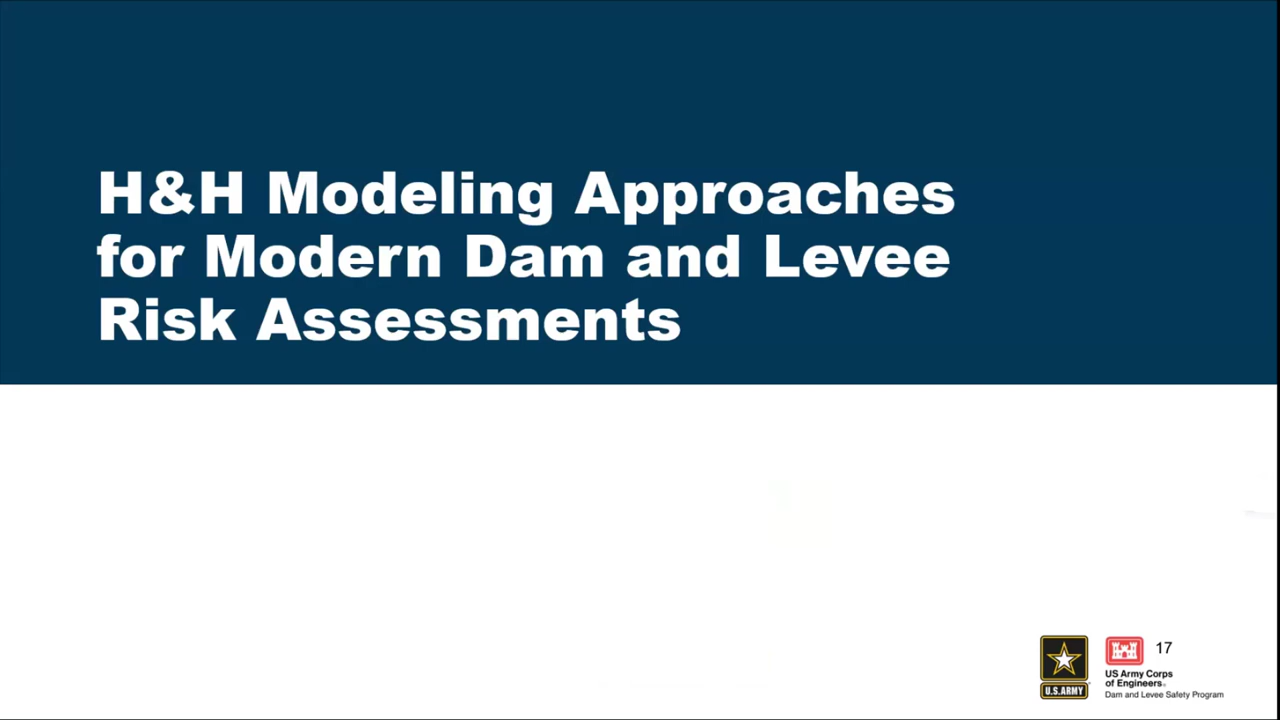 H&H Modeling Approaches
for Modern Dam and Levee
Risk Assessments
17
U.S.ARMY
US Army Corps
of Engineers®
Dam and Levee Safety Program